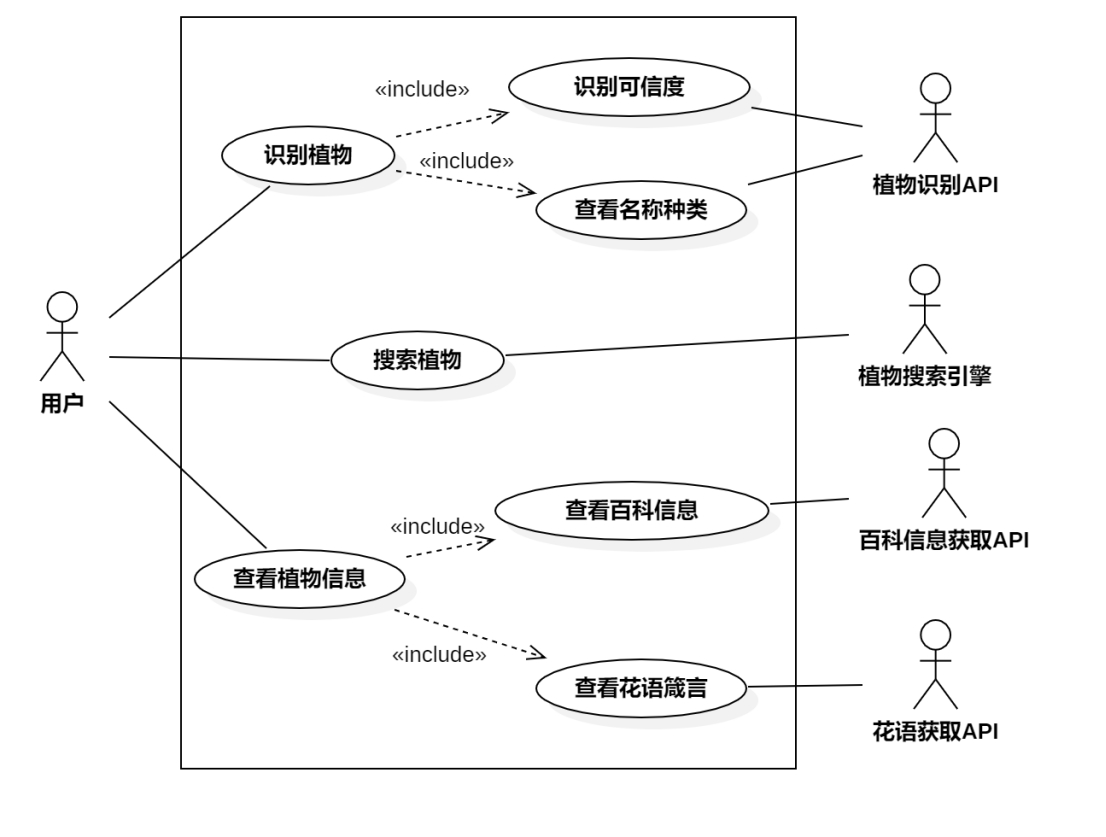 «include»
识别可信度
识别植物
«include»
查看名称种类
植物识别API
搜索植物
植物搜索引擎
用户
查看百科信息
«include»
百科信息获取API
查看植物信息
«include»
查看花语箴言
花语获取API